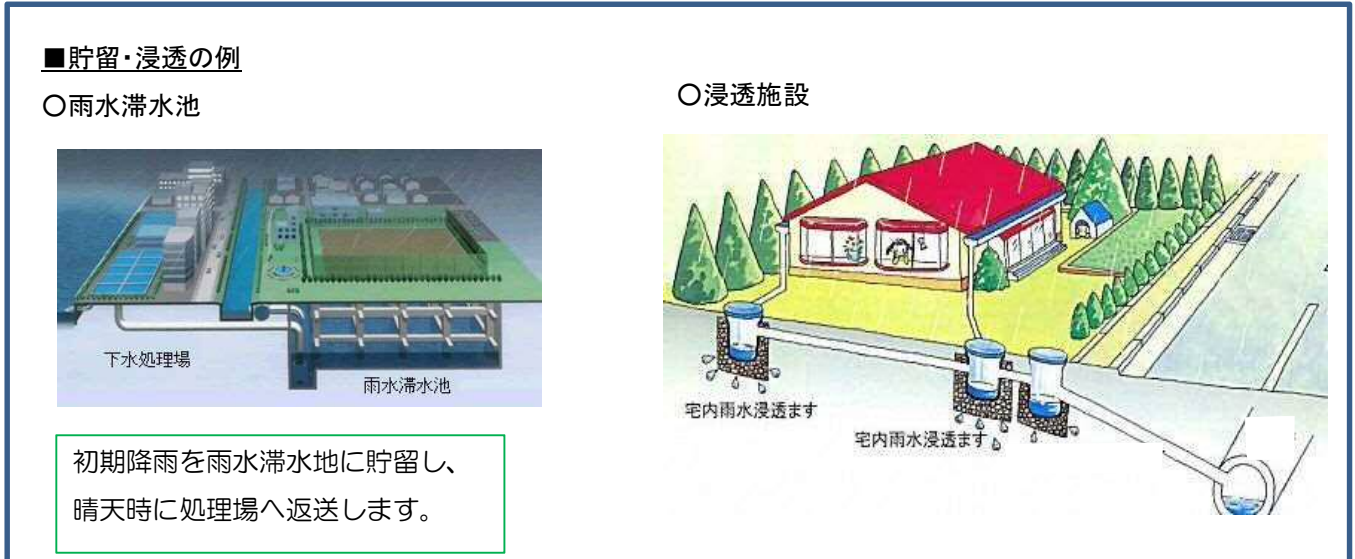 ■貯留・浸透の例
〇雨水滞水池
下水処理場
雨水滞水池
初期降雨を雨水滞水地に貯留し、
晴天時に処理場へ返送します。
〇浸透施設
宅内雨水浸透ます
宅内雨水浸透ます